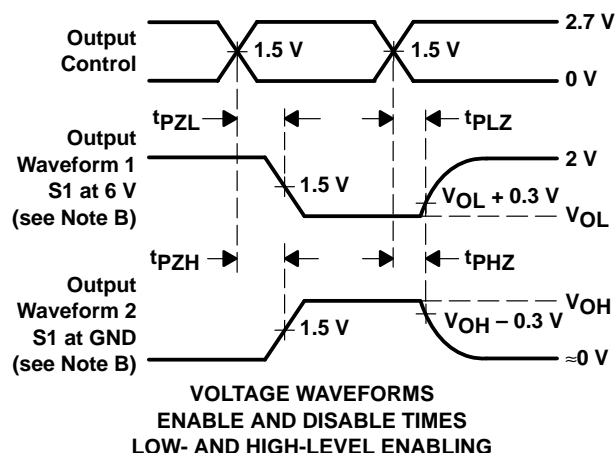 2.7 V
Output
Control
1.5 V
1.5 V
0 V
tPZL
tPLZ
Output
Waveform 1
S1 at 6 V
(see Note B)
2 V
1.5 V
VOL + 0.3 V
VOL
tPZH
tPHZ
Output
Waveform 2
S1 at GND
(see Note B)
VOH
1.5 V
VOH – 0.3 V
≈0 V
VOLTAGE WAVEFORMS
ENABLE AND DISABLE TIMES
LOW- AND HIGH-LEVEL ENABLING